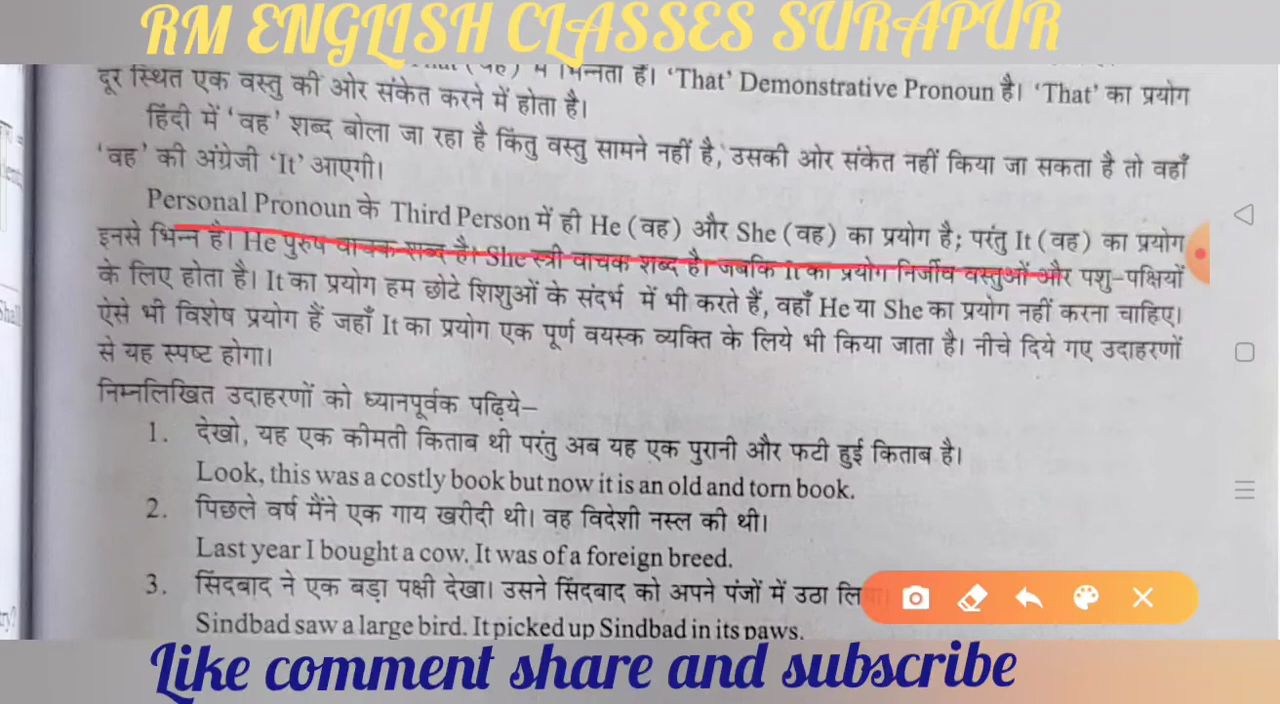 RM ENGLISH CLASSES SURAPUR
में भिन्नता है। ‘That’ Demonstrative Pronoun है। ‘That’ का प्रयोग
दूर स्थित एक वस्तु की ओर संकेत करने में होता है।
हिंदी में ‘वह’ शब्द बोला जा रहा है किंतु वस्तु सामने नहीं है, उसकी ओर संकेत नहीं किया जा सकता है तो वहाँ
‘वह’ की अंग्रेजी ‘It’ आएगी।
Personal Pronoun के Third Person में ही He (वह) और She (वह) का प्रयोग है; परंतु It (वह) का प्रयोग
इनसे भिन्न है। He पुरुष वाचक शब्द है। She स्त्री वाचक शब्द है। जबकि It का प्रयोग निर्जीव वस्तुओं और पशु-पक्षियों
के लिए होता है। It का प्रयोग हम छोटे शिशुओं के संदर्भ में भी करते हैं, वहाँ He या She का प्रयोग नहीं करना चाहिए।
ऐसे भी विशेष प्रयोग हैं जहाँ It का प्रयोग एक पूर्ण वयस्क व्यक्ति के लिये भी किया जाता है। नीचे दिये गए उदाहरणों
से यह स्पष्ट होगा।
निम्नलिखित उदाहरणों को ध्यानपूर्वक पढ़िये–
1. देखो, यह एक कीमती किताब थी परंतु अब यह एक पुरानी और फटी हुई किताब है।
Look, this was a costly book but now it is an old and torn book.
2. पिछले वर्ष मैंने एक गाय खरीदी थी। वह विदेशी नस्ल की थी।
Last year I bought a cow. It was of a foreign breed.
3. सिंदबाद ने एक बड़ा पक्षी देखा। उसने सिंदबाद को अपने पंजों में उठा
Sindbad saw a large bird. It picked up Sindbad in its paws.
Like comment share and subscribe